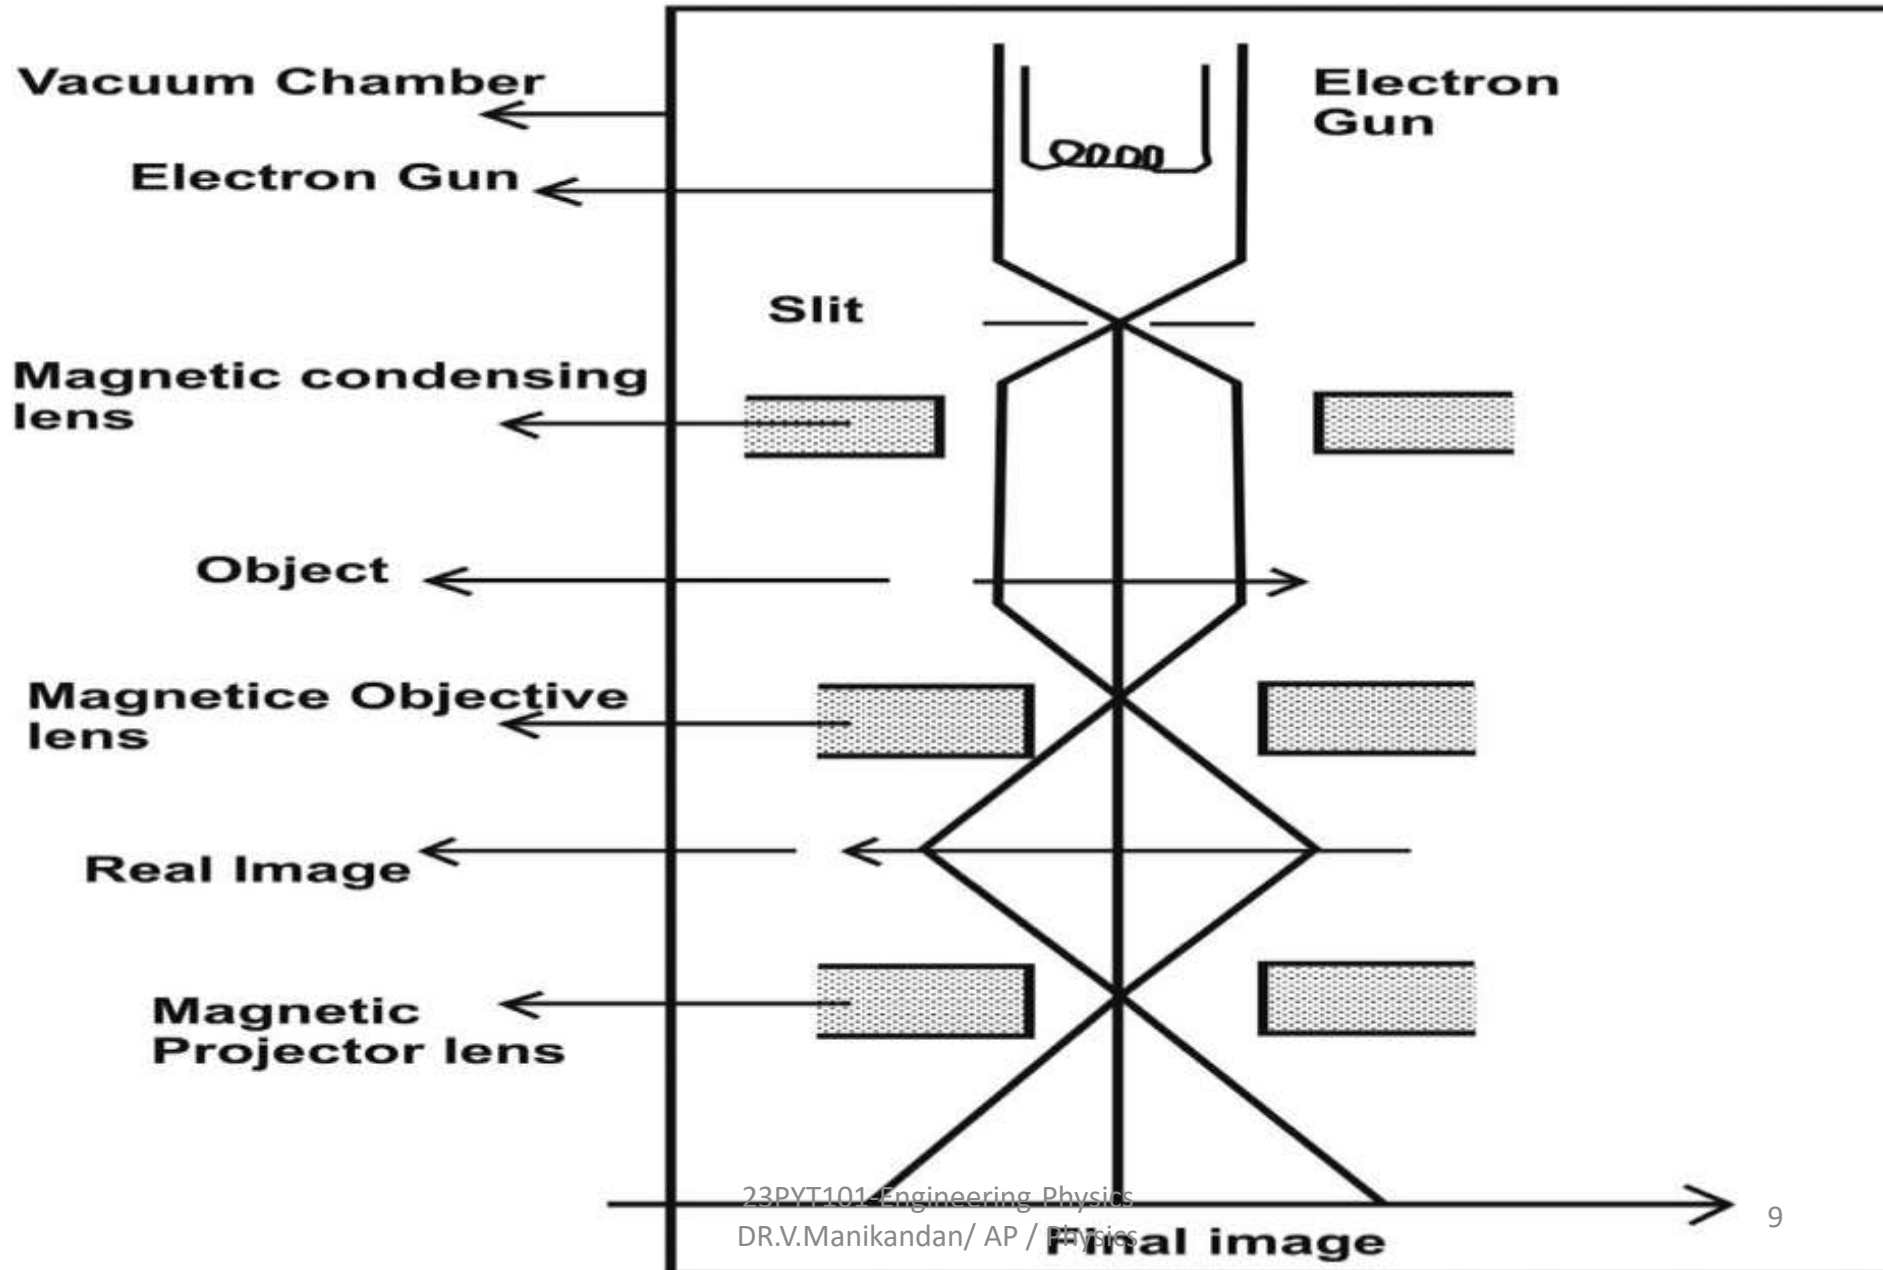 Vacuum Chamber
Electron
Gun
Electron Gun
Slit
Magnetic condensing
lens
Object
Magnetice Objective
lens
Real Image
Magnetic
Projector lens
23PYT101-Engineering Physics
DR.V.Manikandan/ AP / Physics
Final image
9